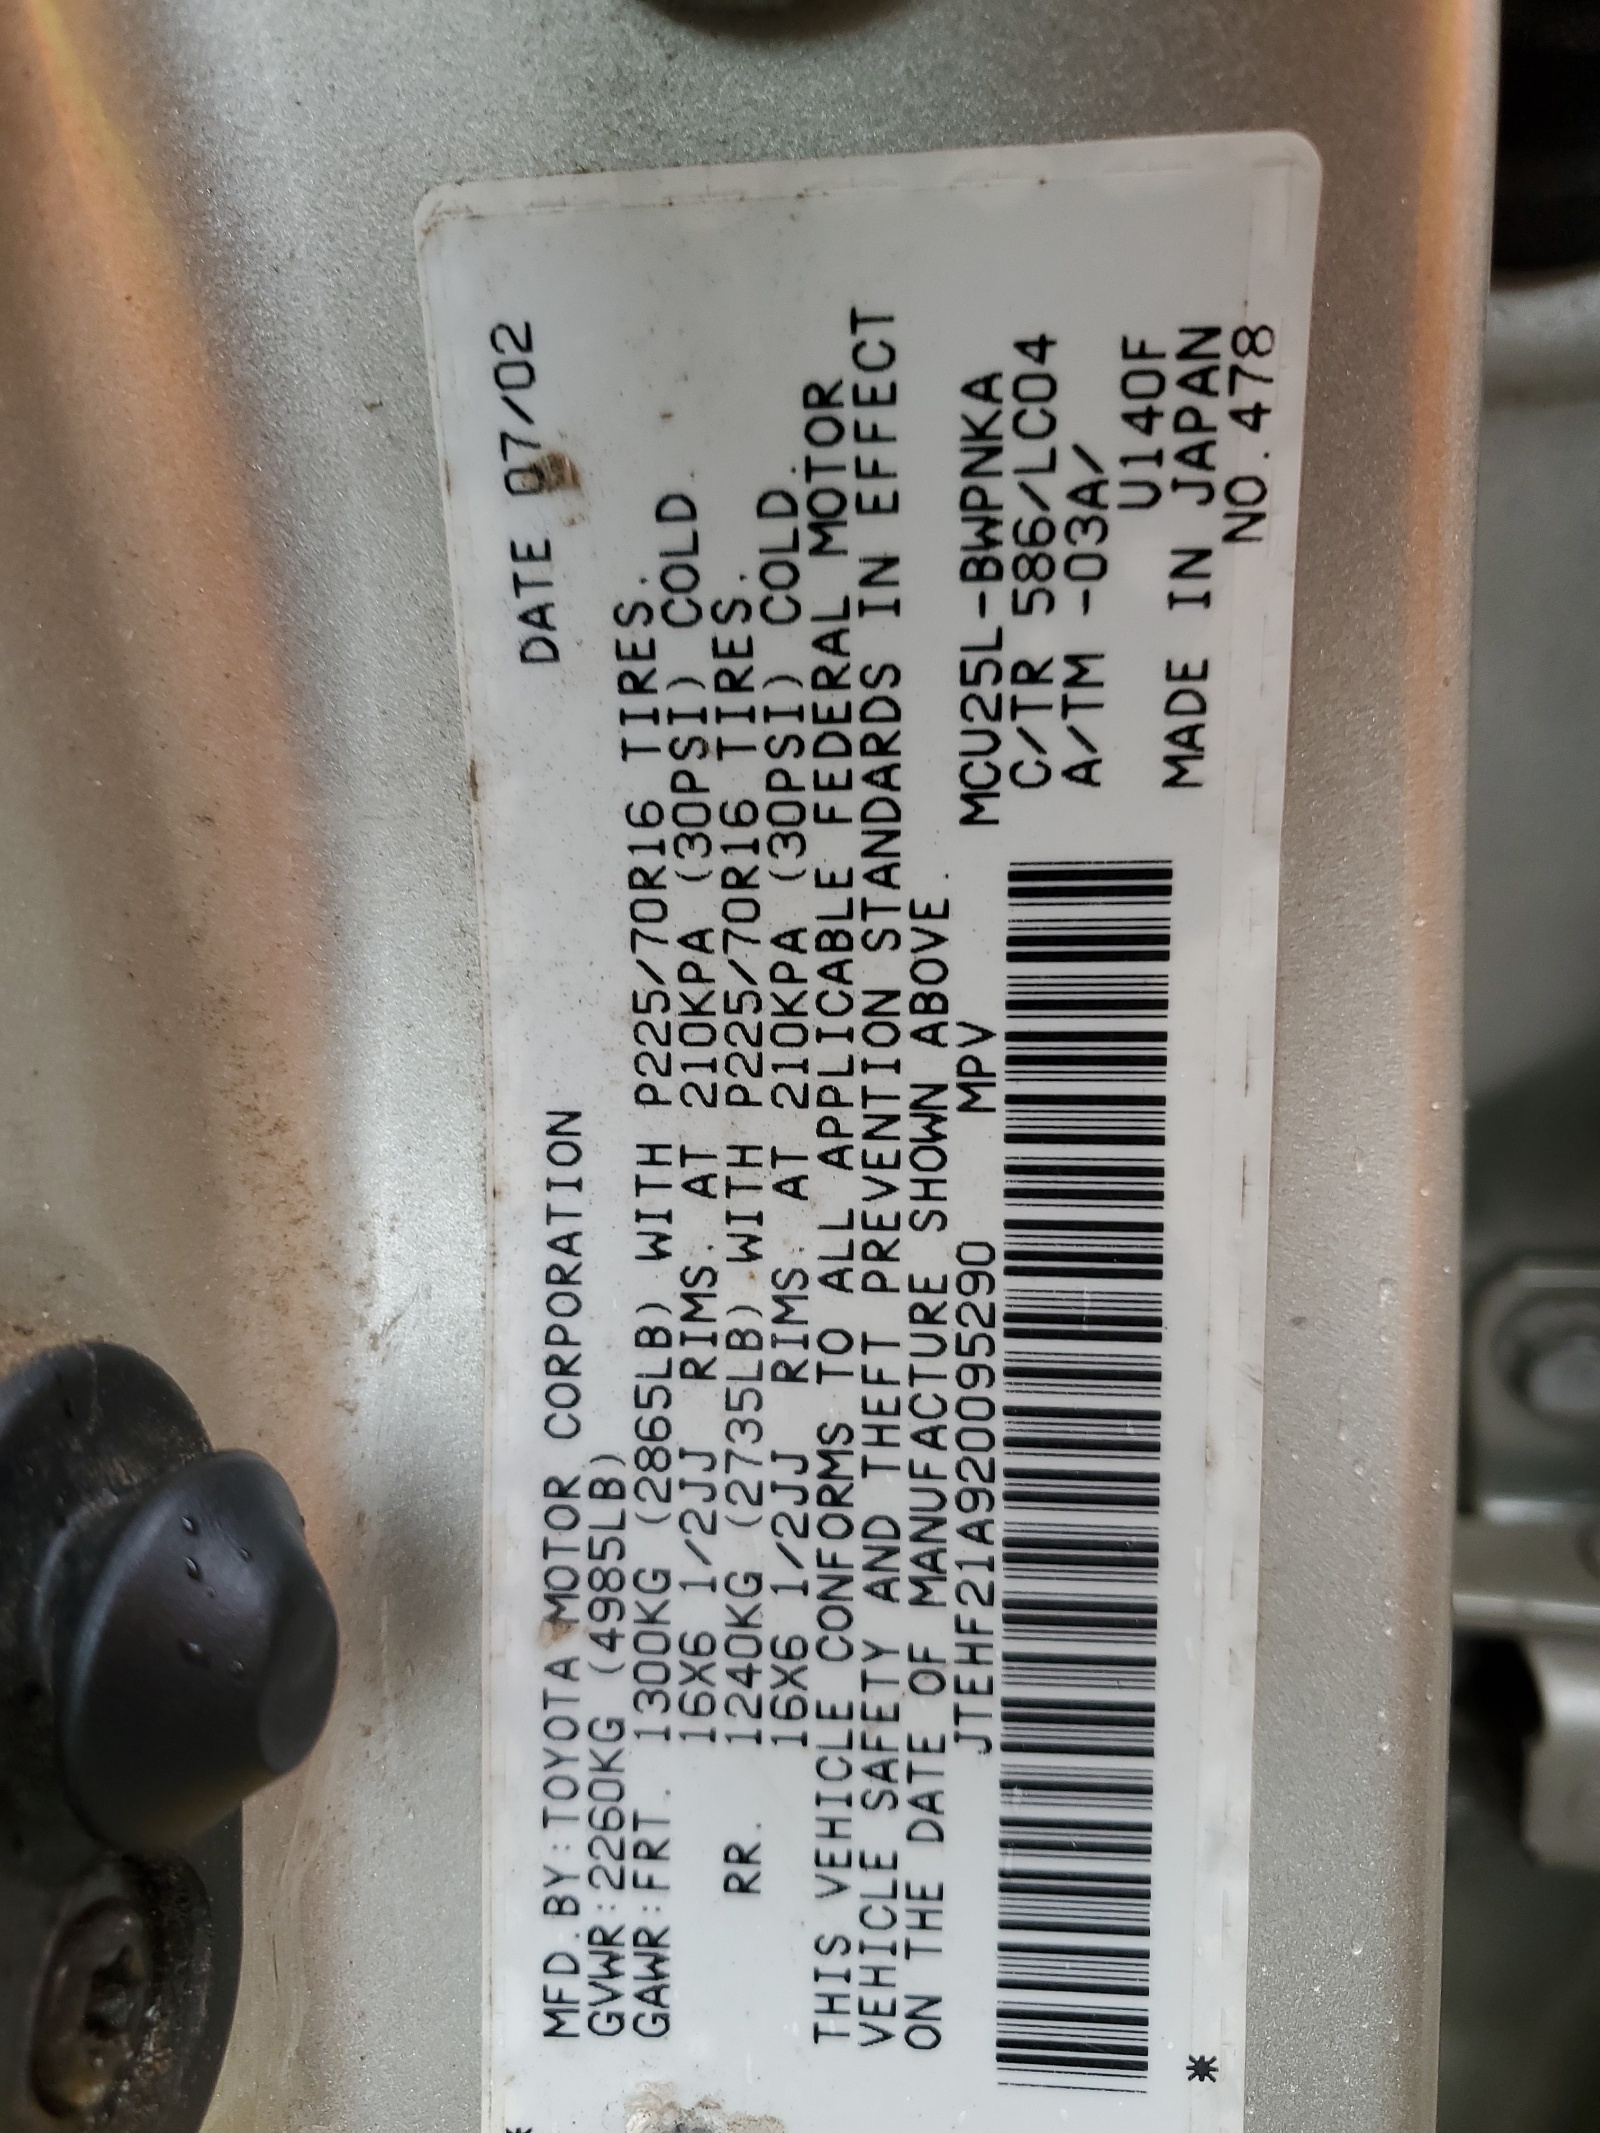 DATE 07/02
MFD.BY:TOYOTA MOTOR CORPORATION
GVWR:2260KG (4985LB)
GAWR:FRT. 1300KG (2865LB) WITH P225/70R16 TIRES.
16X6 1/2JJ RIMS. AT 210KPA (30PSI) COLD
RR. 1240KG (2735LB) WITH P225/70R16 TIRES.
16X6 1/2JJ RIMS. AT 210KPA (30PSI) COLD.
THIS VEHICLE CONFORMS TO ALL APPLICABLE FEDERAL MOTOR
VEHICLE SAFETY AND THEFT PREVENTION STANDARDS IN EFFECT
ON THE DATE OF MANUFACTURE SHOWN ABOVE.
JTEHF21A920095290 MPV MCU25L-BWPNKA
C/TR 586/LC04
A/TM -03A/
U140F
* MADE IN JAPAN
NO.478